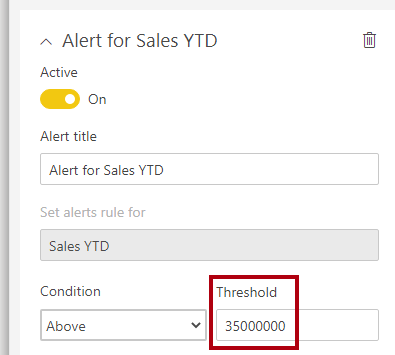 Alert for Sales YTD
Active
On
Alert title
Alert for Sales YTD
Set alerts rule for
Sales YTD
Condition Threshold
Above 35000000